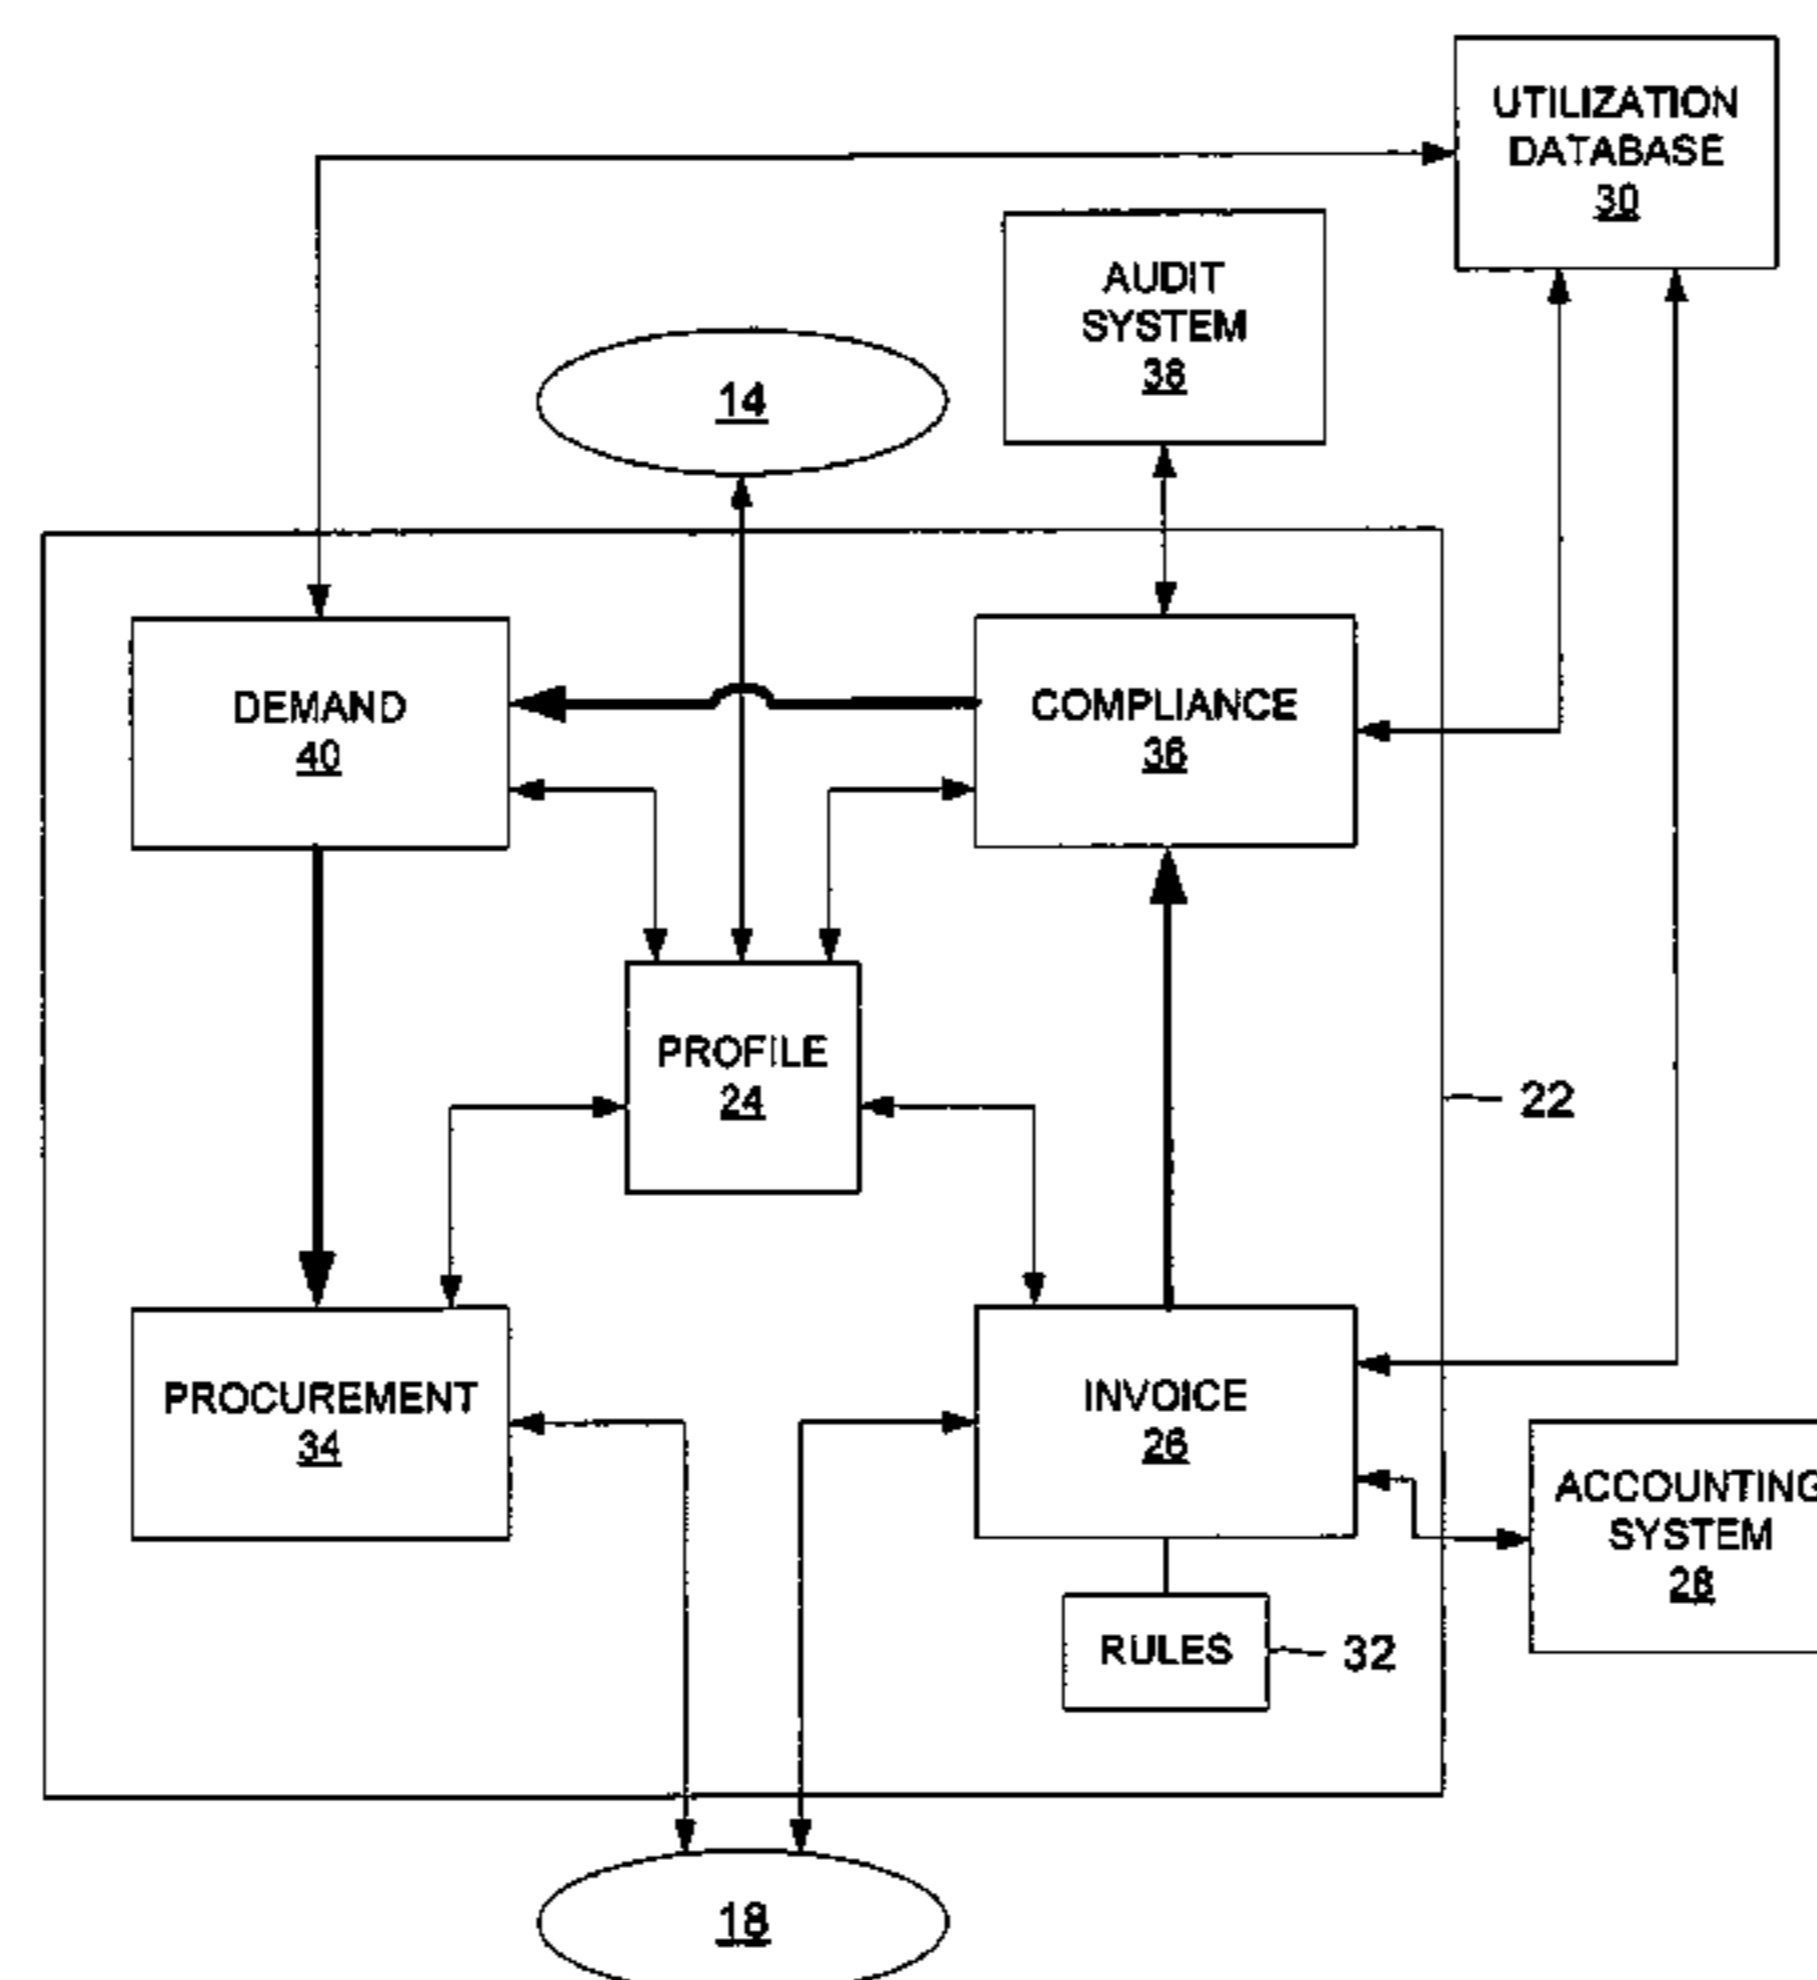 UTILIZATION
DATABASE
30
AUDIT
SYSTEM
38
14
DEMAND
40
COMPLIANCE
36
PROFILE
24
22
PROCUREMENT
34
INVOICE
26
ACCOUNTING
SYSTEM
28
RULES
32
18